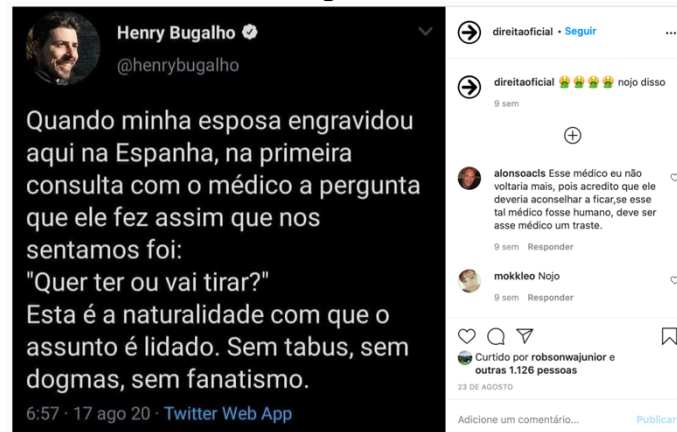 Henry Bugalho
@henrybugalho
Quando minha esposa engravidou
aqui na Espanha, na primeira
consulta com o médico a pergunta
que ele fez assim que nos
sentamos foi:
"Quer ter ou vai tirar?"
Esta é a naturalidade com que o
assunto é lidado. Sem tabus, sem
dogmas, sem fanatismo.
6:57 · 17 ago 20 · Twitter Web App
direitaoficial • Seguir
direitaoficial 🤮🤮🤮🤮 nojo disso
9 sem
alonsoacls Esse médico eu não
voltaria mais, pois acredito que ele
deveria aconselhar a ficar,se esse
tal médico fosse humano, deve ser
asse médico um traste.
9 sem Responder
mokkleo Nojo
9 sem Responder
Curtido por robsonwajunior e
outras 1.126 pessoas
23 DE AGOSTO
Adicione um comentário...
Publicar